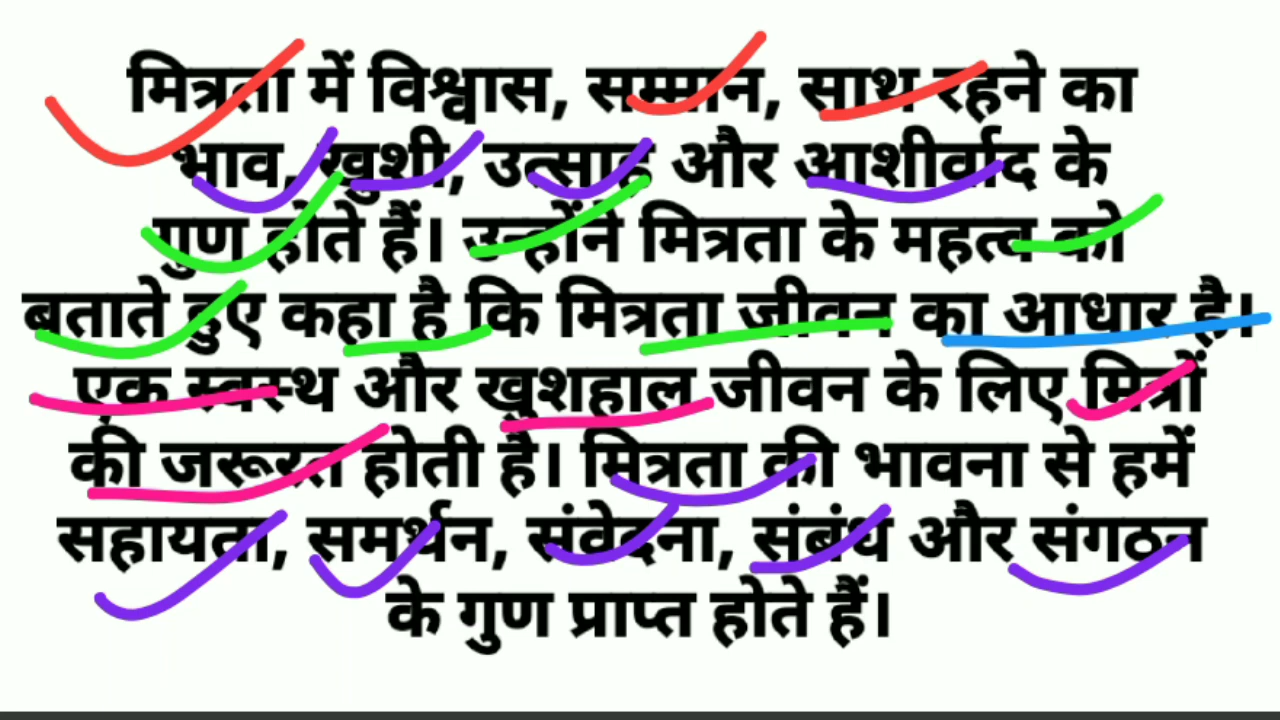 मित्रता में विश्वास, सम्मान, साथ रहने का
भाव, खुशी, उत्साह और आशीर्वाद के
गुण होते हैं। उन्होंने मित्रता के महत्व को
बताते हुए कहा है कि मित्रता जीवन का आधार है।
एक स्वस्थ और खुशहाल जीवन के लिए मित्रों
की जरूरत होती है। मित्रता की भावना से हमें
सहायता, समर्थन, संवेदना, संबंध और संगठन
के गुण प्राप्त होते हैं।